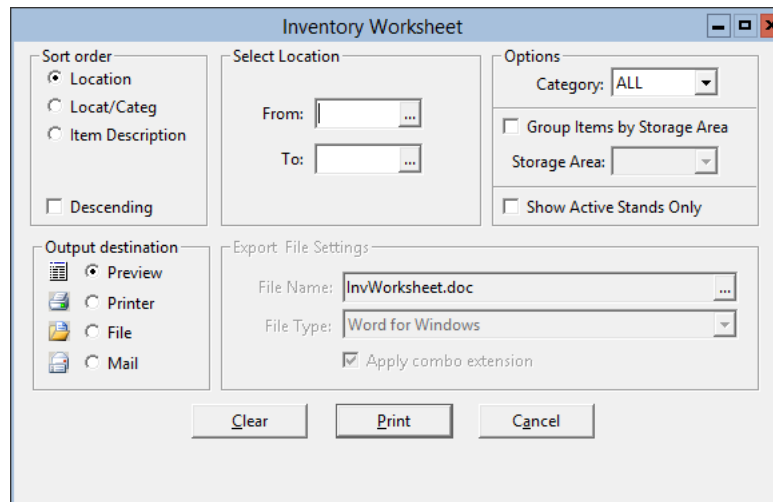 Inventory Worksheet
Sort order
Location
Locat/Categ
Item Description
Descending
Select Location
From: ...
To: ...
Options
Category: ALL
Group Items by Storage Area
Storage Area:
Show Active Stands Only
Output destination
Preview
Printer
File
Mail
Export File Settings
File Name: InvWorksheet.doc ...
File Type: Word for Windows
Apply combo extension
Clear Print Cancel